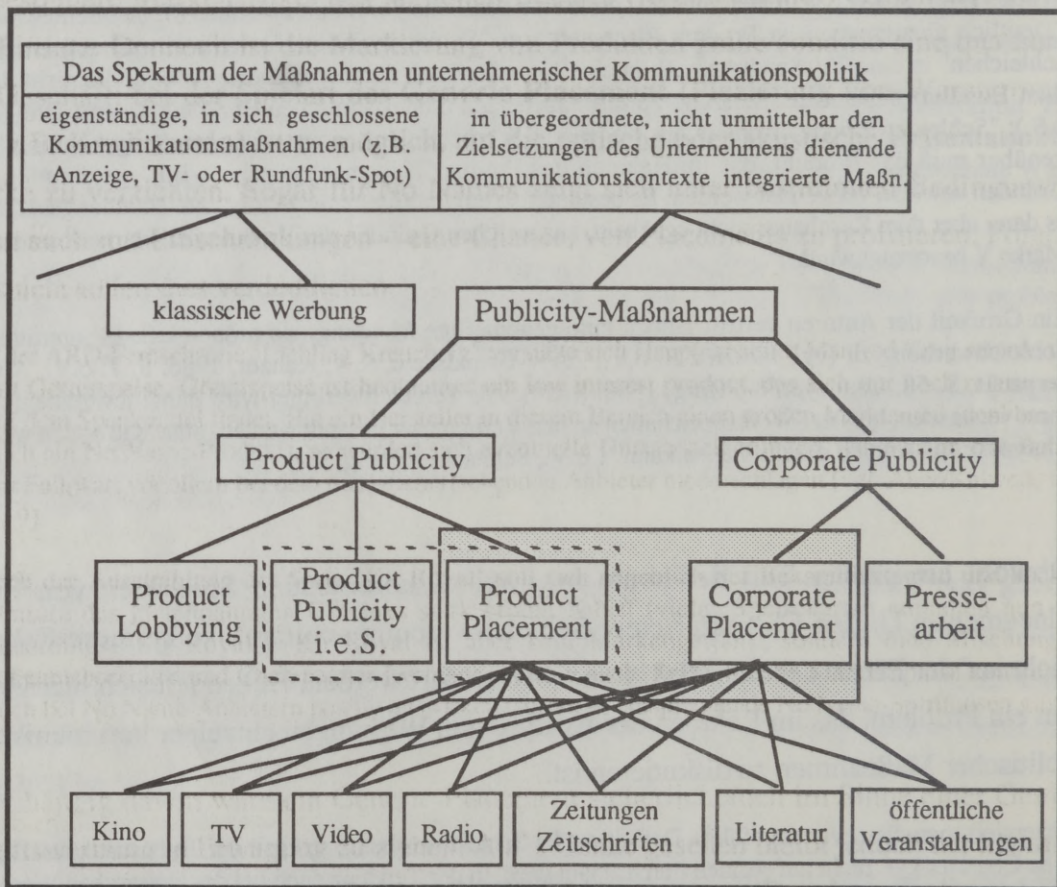 Das Spektrum der Maßnahmen unternehmerischer Kommunikationspolitik
eigenständige, in sich geschlossene
Kommunikationsmaßnahmen (z.B.
Anzeige, TV- oder Rundfunk-Spot)
in übergeordnete, nicht unmittelbar den
Zielsetzungen des Unternehmens dienende
Kommunikationskontexte integrierte Maßn.
klassische Werbung
Publicity-Maßnahmen
Product Publicity
Corporate Publicity
Product
Lobbying
Product
Publicity
i.e.S.
Product
Placement
Corporate
Placement
Presse-
arbeit
Kino
TV
Video
Radio
Zeitungen
Zeitschriften
Literatur
öffentliche
Veranstaltungen